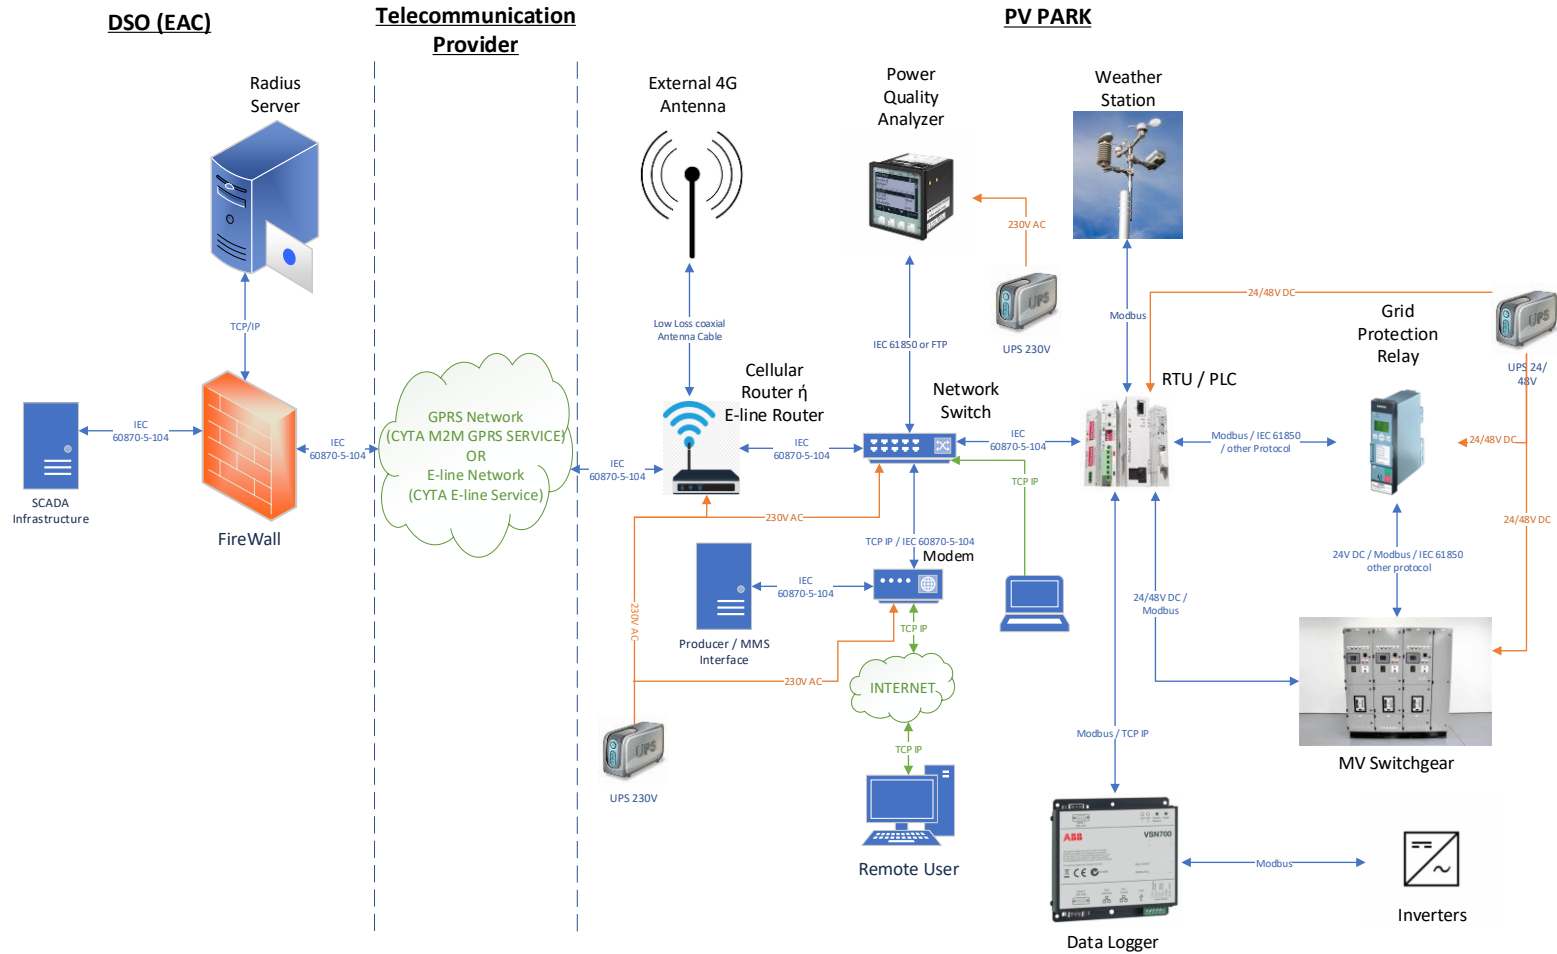 DSO (EAC)
Telecommunication
Provider
PV PARK
Radius
Server
External 4G
Antenna
Power
Quality
Analyzer
Weather
Station
230V AC
UPS
UPS 230V
TCP/IP
Low Loss coaxial
Antenna Cable
IEC 61850 or FTP
Modbus
24/48V DC
Grid
Protection
Relay
UPS 24/
48V
Cellular
Router ή
E-line Router
Network
Switch
RTU / PLC
IEC
60870-5-104
IEC
60870-5-104
GPRS Network
(CYTA M2M GPRS SERVICE)
OR
E-line Network
(CYTA E-line Service)
IEC
60870-5-104
IEC
60870-5-104
IEC
60870-5-104
Modbus / IEC 61850
/ other Protocol
24/48V DC
SCADA
Infrastructure
FireWall
TCP IP
230V AC
24/48V DC
TCP IP / IEC 60870-5-104
Modem
24V DC / Modbus / IEC 61850
other protocol
IEC
60870-5-104
230V AC
24/48V DC /
Modbus
Producer / MMS
Interface
TCP IP
230V AC
INTERNET
UPS
UPS 230V
TCP IP
Modbus / TCP IP
MV Switchgear
Remote User
ABB
VSN700
Modbus
Inverters
Data Logger